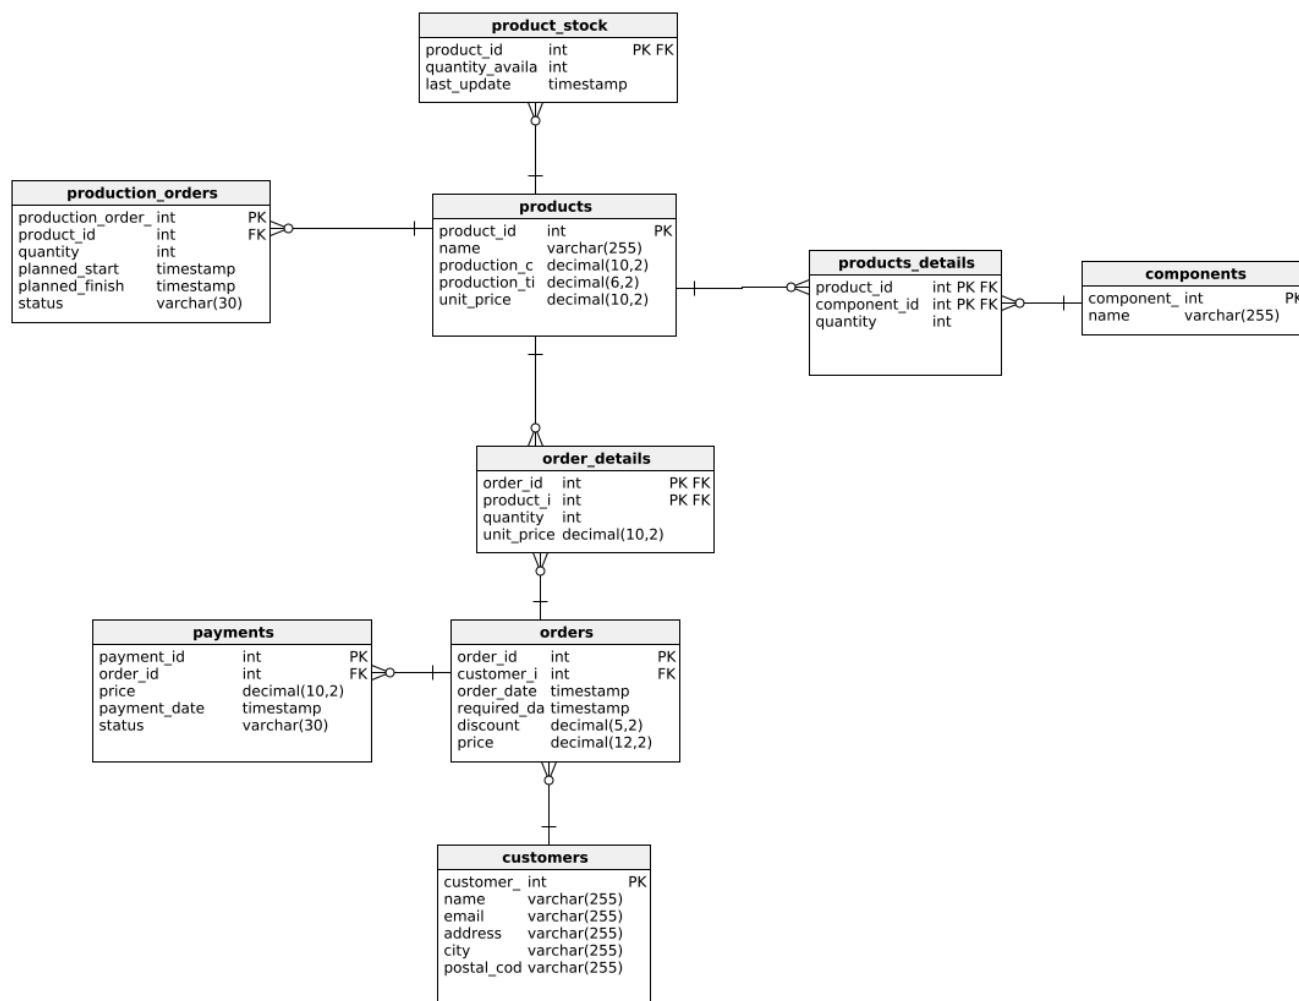 product_stock
product_id int PK FK
quantity_availa int
last_update timestamp
production_orders
production_order_ int PK
product_id int FK
quantity int
planned_start timestamp
planned_finish timestamp
status varchar(30)
products
product_id int PK
name varchar(255)
production_c decimal(10,2)
production_ti decimal(6,2)
unit_price decimal(10,2)
products_details
product_id int PK FK
component_id int PK FK
quantity int
components
component_ int PK
name varchar(255)
order_details
order_id int PK FK
product_i int PK FK
quantity int
unit_price decimal(10,2)
payments
payment_id int PK
order_id int FK
price decimal(10,2)
payment_date timestamp
status varchar(30)
orders
order_id int PK
customer_i int FK
order_date timestamp
required_da timestamp
discount decimal(5,2)
price decimal(12,2)
customers
customer_ int PK
name varchar(255)
email varchar(255)
address varchar(255)
city varchar(255)
postal_cod varchar(255)